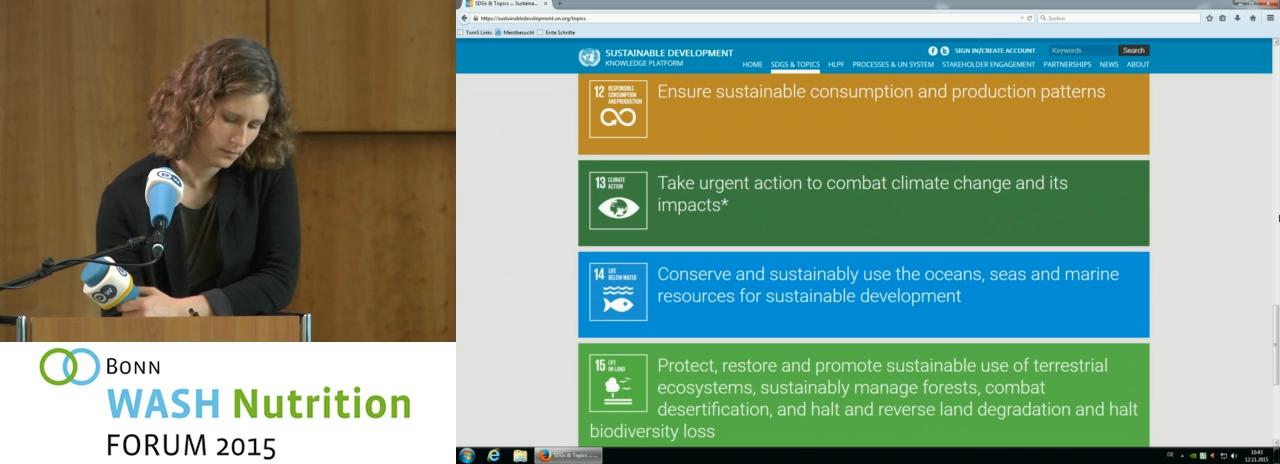 DW
DW
BONN
WASH Nutrition
FORUM 2015
SDGs & Topics .:. Sustaina...
https://sustainabledevelopment.un.org/topics
Suchen
TomS Links
Meistbesucht
Erste Schritte
SUSTAINABLE DEVELOPMENT
KNOWLEDGE PLATFORM
SIGN IN/CREATE ACCOUNT
Keywords...
Search
HOME SDGS & TOPICS HLPF PROCESSES & UN SYSTEM STAKEHOLDER ENGAGEMENT PARTNERSHIPS NEWS ABOUT
12 RESPONSIBLE
CONSUMPTION
AND PRODUCTION
Ensure sustainable consumption and production patterns
13 CLIMATE
ACTION
Take urgent action to combat climate change and its
impacts*
14 LIFE
BELOW WATER
Conserve and sustainably use the oceans, seas and marine
resources for sustainable development
15 LIFE
ON LAND
Protect, restore and promote sustainable use of terrestrial
ecosystems, sustainably manage forests, combat
desertification, and halt and reverse land degradation and halt
biodiversity loss
SDGs & Topics .:. ...
DE
10:43
12.11.2015